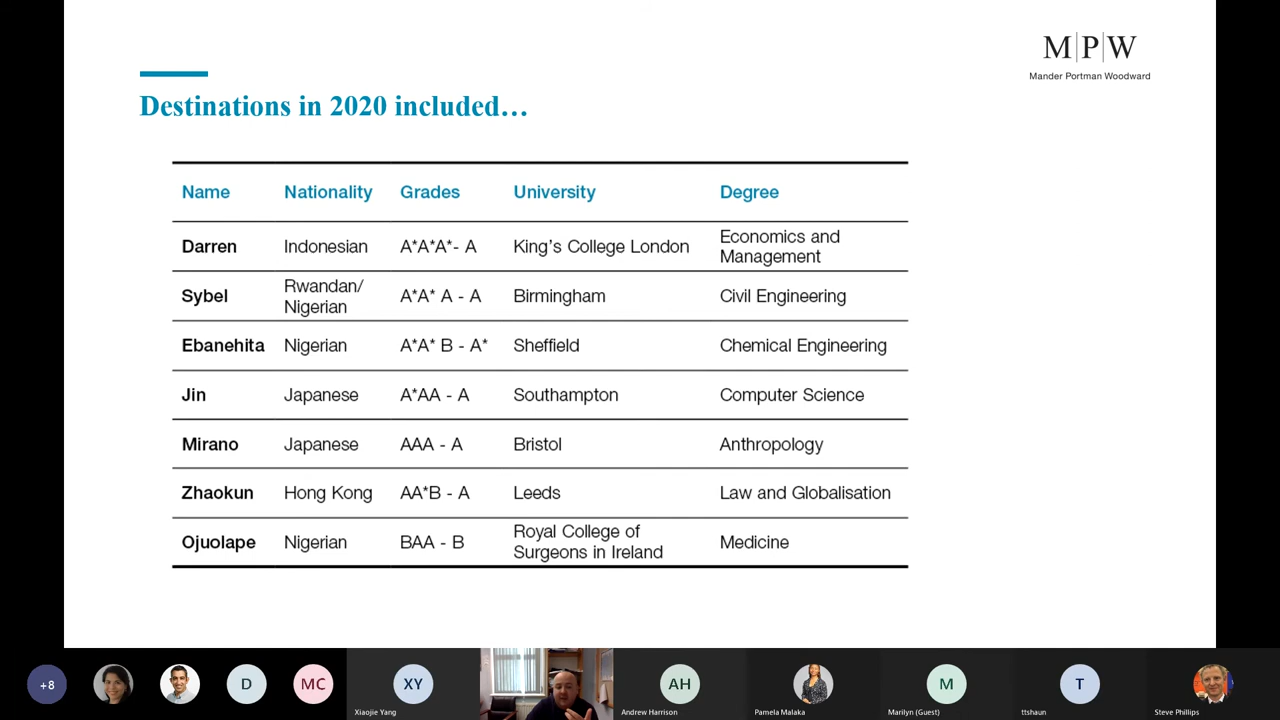 M|P|W
Mander Portman Woodward
Destinations in 2020 included…
Name Nationality Grades University Degree
Darren Indonesian A*A*A*- A King's College London Economics and Management
Sybel Rwandan/ Nigerian A*A* A - A Birmingham Civil Engineering
Ebanehita Nigerian A*A* B - A* Sheffield Chemical Engineering
Jin Japanese A*AA - A Southampton Computer Science
Mirano Japanese AAA - A Bristol Anthropology
Zhaokun Hong Kong AA*B - A Leeds Law and Globalisation
Ojuolape Nigerian BAA - B Royal College of Surgeons in Ireland Medicine
+8 D MC XY AH M T
Xiaojie Yang Andrew Harrison Pamela Malaka Marilyn (Guest) ttshaun Steve Phillips